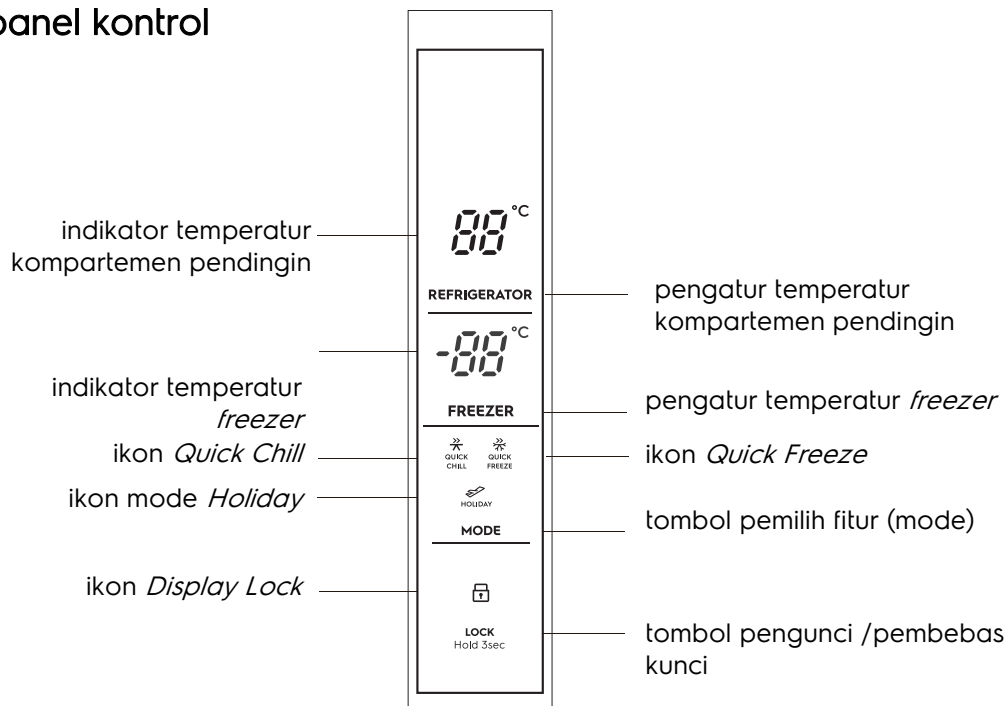 panel kontrol
indikator temperatur
kompartemen pendingin
indikator temperatur
freezer
ikon Quick Chill
ikon mode Holiday
ikon Display Lock
88 °C
REFRIGERATOR
-88 °C
FREEZER
QUICK
CHILL
QUICK
FREEZE
HOLIDAY
MODE
LOCK
Hold 3sec
pengatur temperatur
kompartemen pendingin
pengatur temperatur freezer
ikon Quick Freeze
tombol pemilih fitur (mode)
tombol pengunci /pembebas
kunci